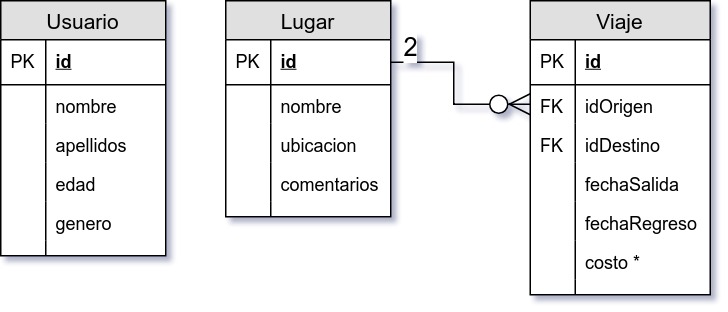 Usuario
PK id
nombre
apellidos
edad
genero
Lugar
PK id
nombre
ubicacion
comentarios
2
Viaje
PK id
FK idOrigen
FK idDestino
fechaSalida
fechaRegreso
costo *